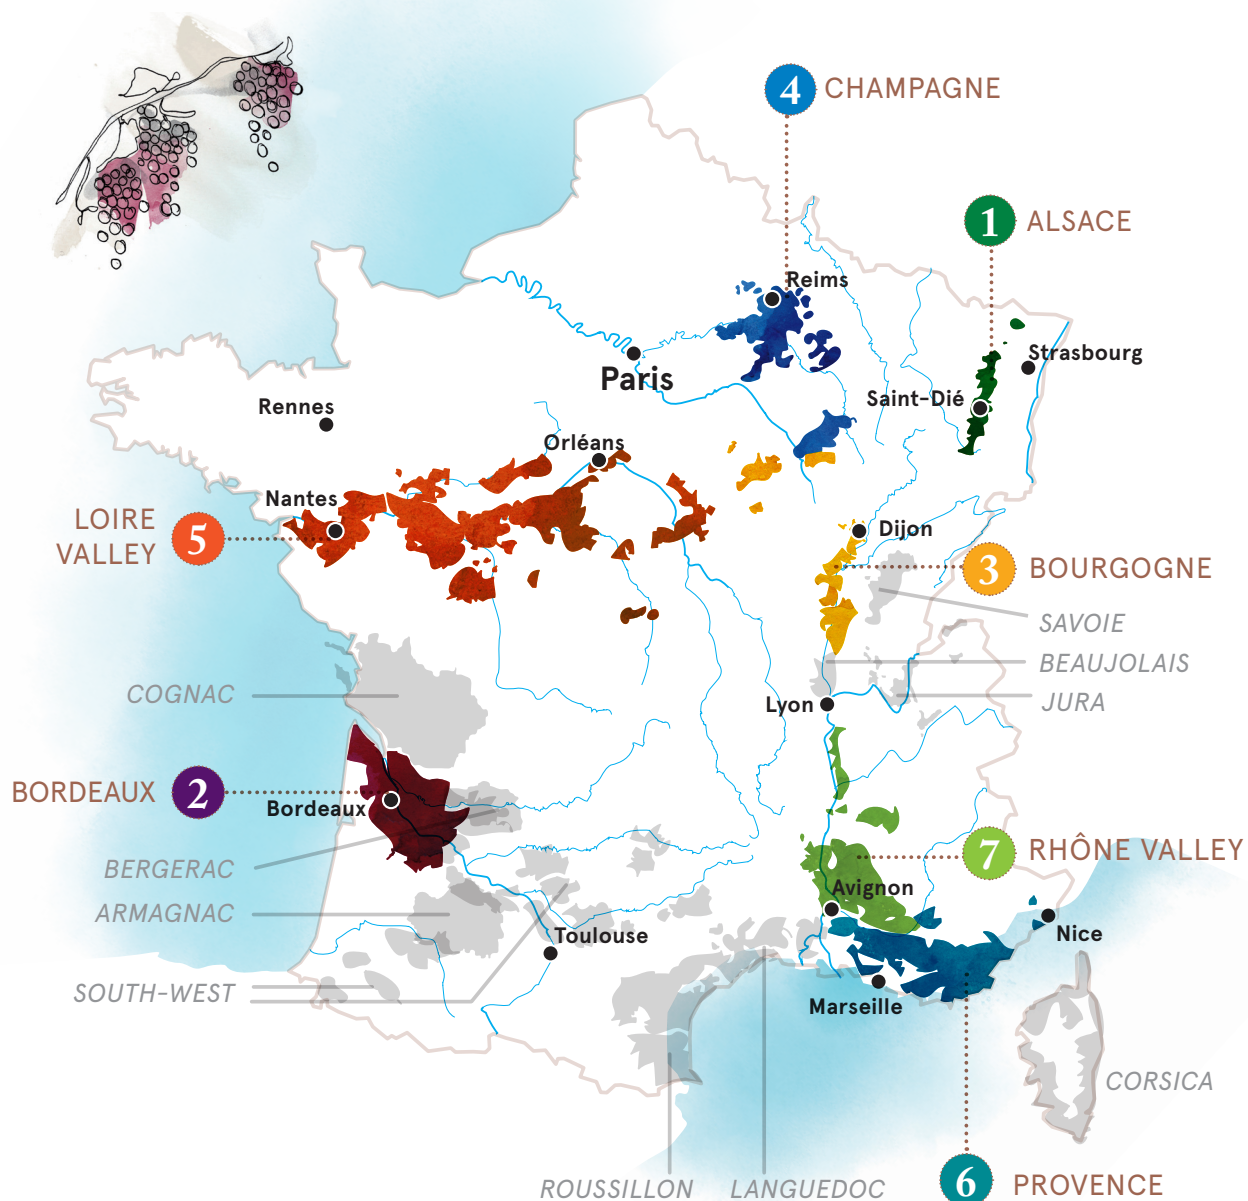 4 CHAMPAGNE
1 ALSACE
Reims
Strasbourg
Paris
Saint-Dié
Rennes
Orléans
Nantes
LOIRE
VALLEY
5
Dijon
3 BOURGOGNE
SAVOIE
BEAUJOLAIS
JURA
COGNAC
Lyon
BORDEAUX 2
Bordeaux
BERGERAC
7 RHÔNE VALLEY
Avignon
ARMAGNAC
Toulouse
Nice
SOUTH-WEST
Marseille
CORSICA
ROUSSILLON
LANGUEDOC
6 PROVENCE